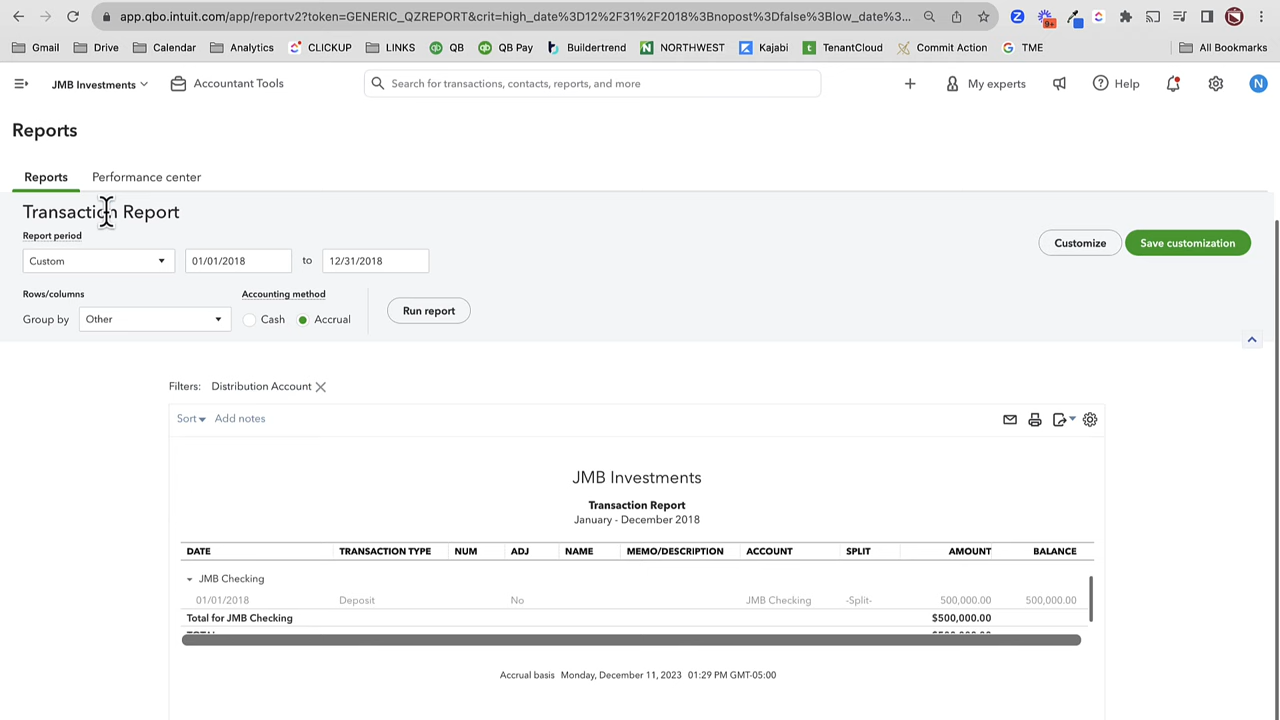 app.qbo.intuit.com/app/reportv2?token=GENERIC_QZREPORT&crit=high_date%3D12%2F31%2F2018%3Bnopost%3Dfalse%3Blow_date%3...
9+
Gmail Drive Calendar Analytics CLICKUP LINKS QB QB Pay Buildertrend NORTHWEST Kajabi TenantCloud Commit Action TME All Bookmarks
JMB Investments Accountant Tools Search for transactions, contacts, reports, and more My experts Help N
Reports
Reports Performance center
Transaction Report
Report period
Custom 01/01/2018 to 12/31/2018
Customize Save customization
Rows/columns Accounting method
Group by Other Cash Accrual Run report
Filters: Distribution Account
Sort Add notes
JMB Investments
Transaction Report
January - December 2018
DATE TRANSACTION TYPE NUM ADJ NAME MEMO/DESCRIPTION ACCOUNT SPLIT AMOUNT BALANCE
JMB Checking
01/01/2018 Deposit No JMB Checking -Split- 500,000.00 500,000.00
Total for JMB Checking $500,000.00
TOTAL $500,000.00
Accrual basis Monday, December 11, 2023 01:29 PM GMT-05:00